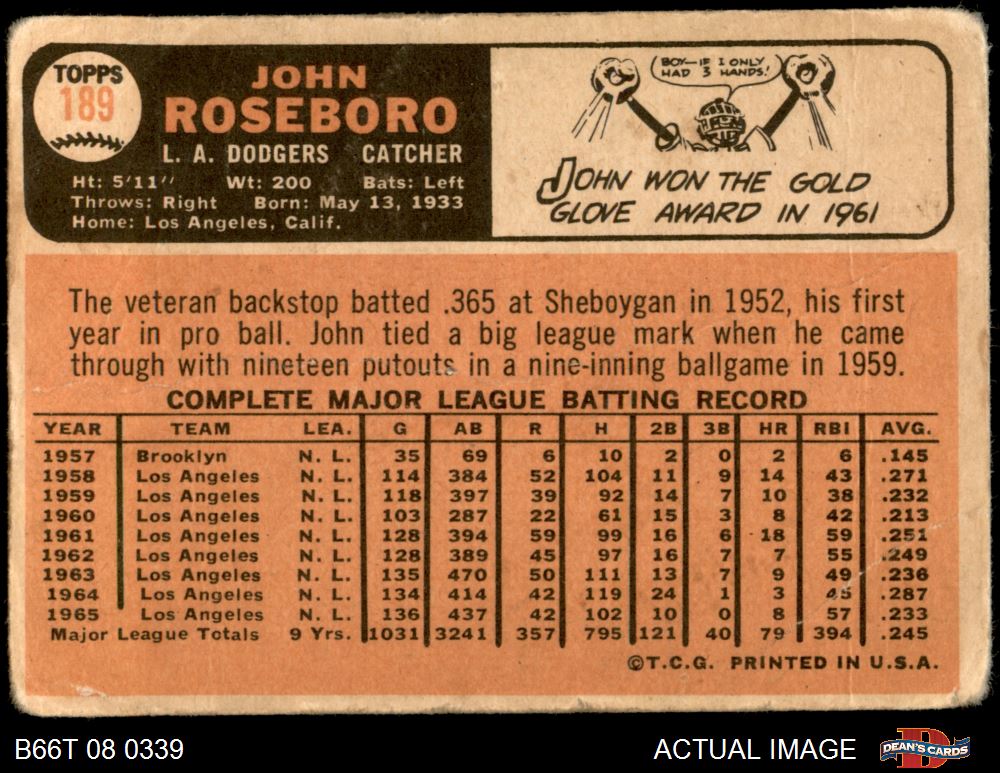 TOPPS
189
JOHN
ROSEBORO
L. A. DODGERS CATCHER
Ht: 5'11" Wt: 200 Bats: Left
Throws: Right Born: May 13, 1933
Home: Los Angeles, Calif.
BOY—IF I ONLY
HAD 3 HANDS!
JOHN WON THE GOLD
GLOVE AWARD IN 1961
The veteran backstop batted .365 at Sheboygan in 1952, his first
year in pro ball. John tied a big league mark when he came
through with nineteen putouts in a nine-inning ballgame in 1959.
COMPLETE MAJOR LEAGUE BATTING RECORD
YEAR TEAM LEA. G AB R H 2B 3B HR RBI AVG.
1957 Brooklyn N. L. 35 69 6 10 2 0 2 6 .145
1958 Los Angeles N. L. 114 384 52 104 11 9 14 43 .271
1959 Los Angeles N. L. 118 397 39 92 14 7 10 38 .232
1960 Los Angeles N. L. 103 287 22 61 15 3 8 42 .213
1961 Los Angeles N. L. 128 394 59 99 16 6 18 59 .251
1962 Los Angeles N. L. 128 389 45 97 16 7 7 55 .249
1963 Los Angeles N. L. 135 470 50 111 13 7 9 49 .236
1964 Los Angeles N. L. 134 414 42 119 24 1 3 45 .287
1965 Los Angeles N. L. 136 437 42 102 10 0 8 57 .233
Major League Totals 9 Yrs. 1031 3241 357 795 121 40 79 394 .245
©T.C.G. PRINTED IN U.S.A.
B66T 08 0339 ACTUAL IMAGE
DEAN'S CARDS